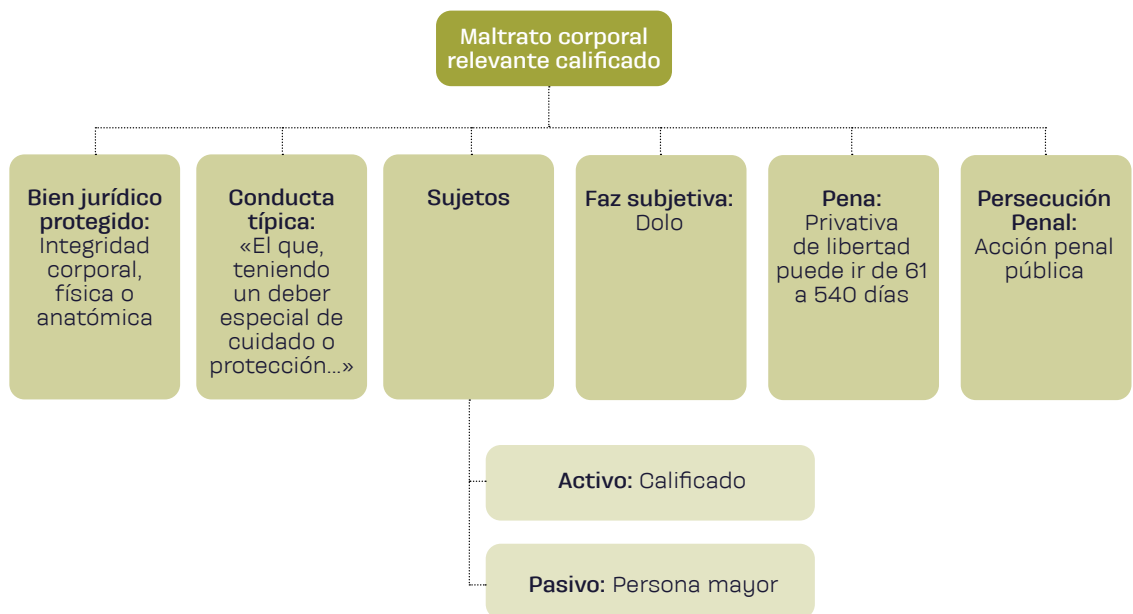 Maltrato corporal
relevante calificado
Bien jurídico
protegido:
Integridad
corporal,
física o
anatómica
Conducta
típica:
«El que,
teniendo
un deber
especial de
cuidado o
protección...»
Sujetos
Faz subjetiva:
Dolo
Pena:
Privativa
de libertad
puede ir de 61
a 540 días
Persecución
Penal:
Acción penal
pública
Activo: Calificado
Pasivo: Persona mayor